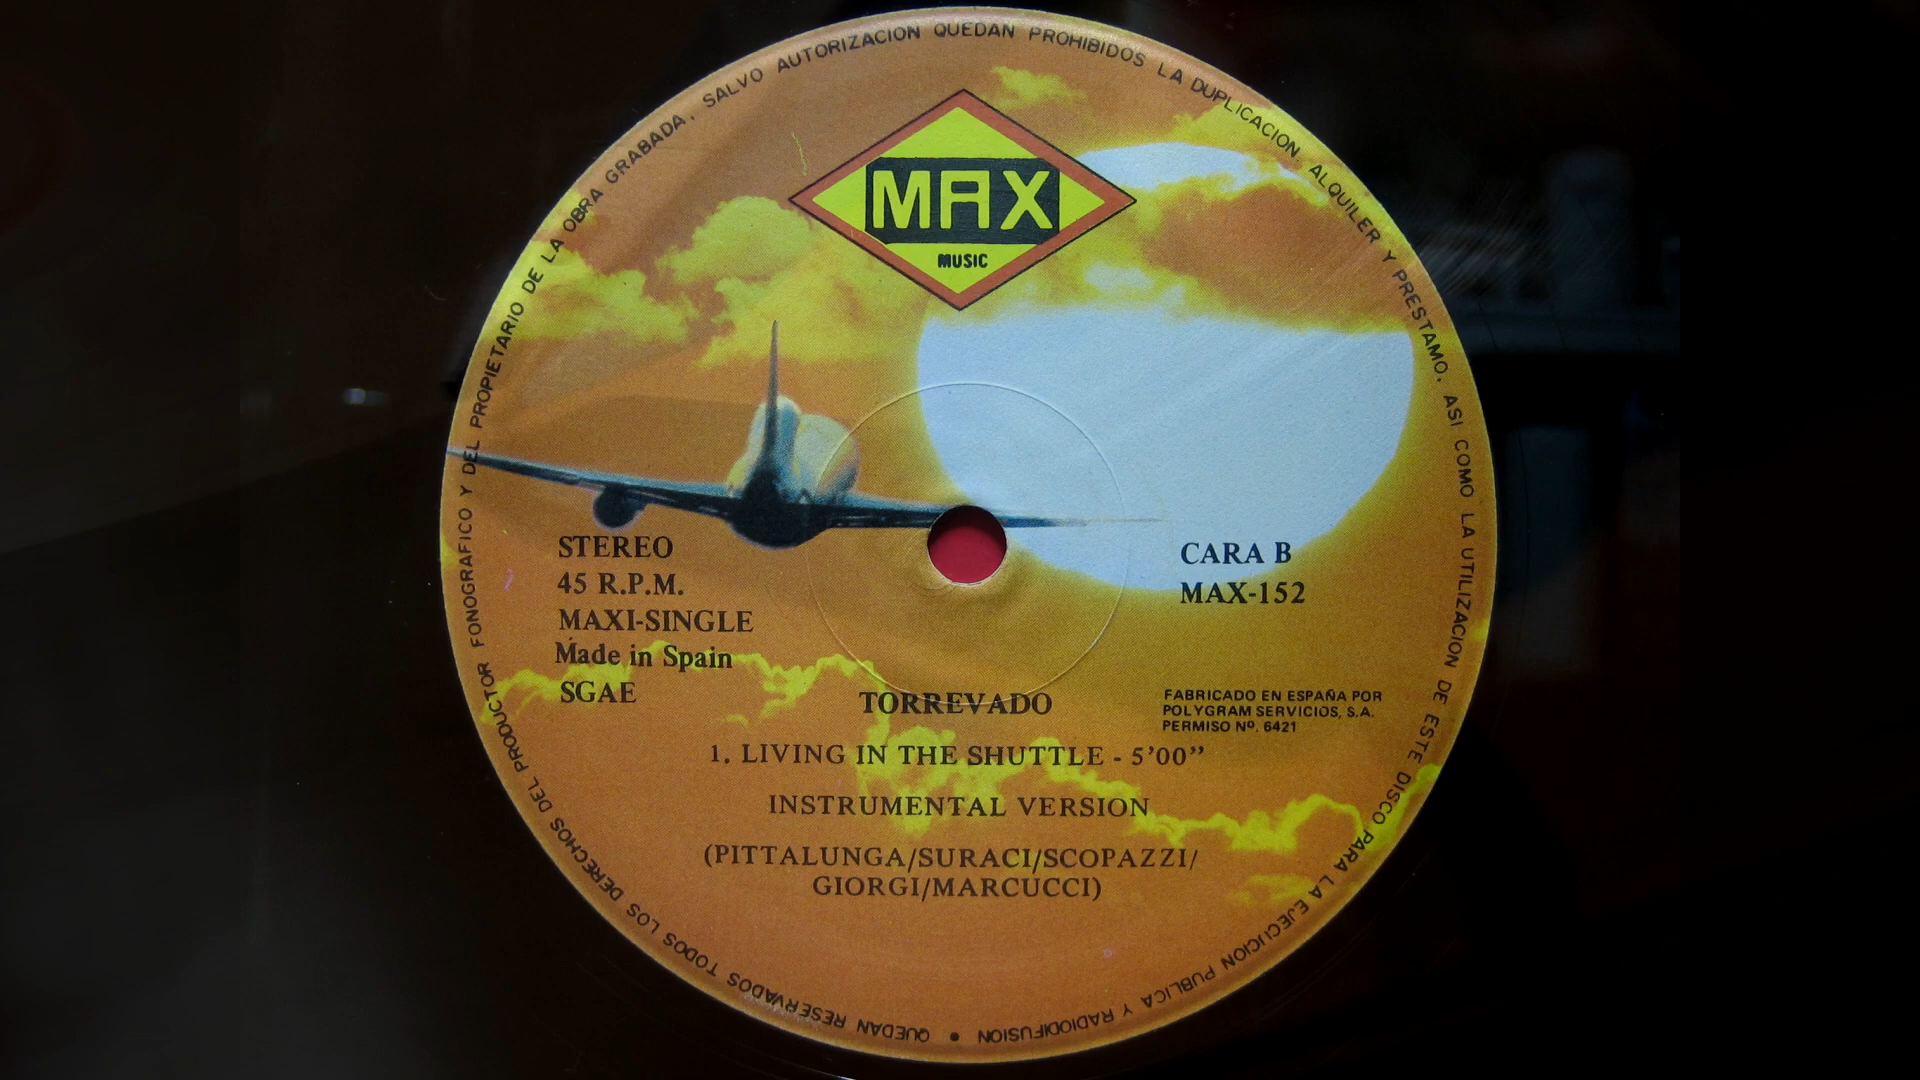 QUEDAN RESERVADOS TODOS LOS DERECHOS DEL PRODUCTOR FONOGRAFICO Y DEL PROPIETARIO DE LA OBRA GRABADA. SALVO AUTORIZACION QUEDAN PROHIBIDOS LA DUPLICACION. ALQUILER Y PRESTAMO. ASI COMO LA UTILIZACION DE ESTE DISCO PARA LA EJECUCION PUBLICA Y RADIODIFUSION •
MAX
MUSIC
STEREO
45 R.P.M.
MAXI-SINGLE
Made in Spain
SGAE
CARA B
MAX-152
FABRICADO EN ESPAÑA POR
POLYGRAM SERVICIOS, S.A.
PERMISO Nº. 6421
TORREVADO
1. LIVING IN THE SHUTTLE - 5'00”
INSTRUMENTAL VERSION
(PITTALUNGA/SURACI/SCOPAZZI/
GIORGI/MARCUCCI)